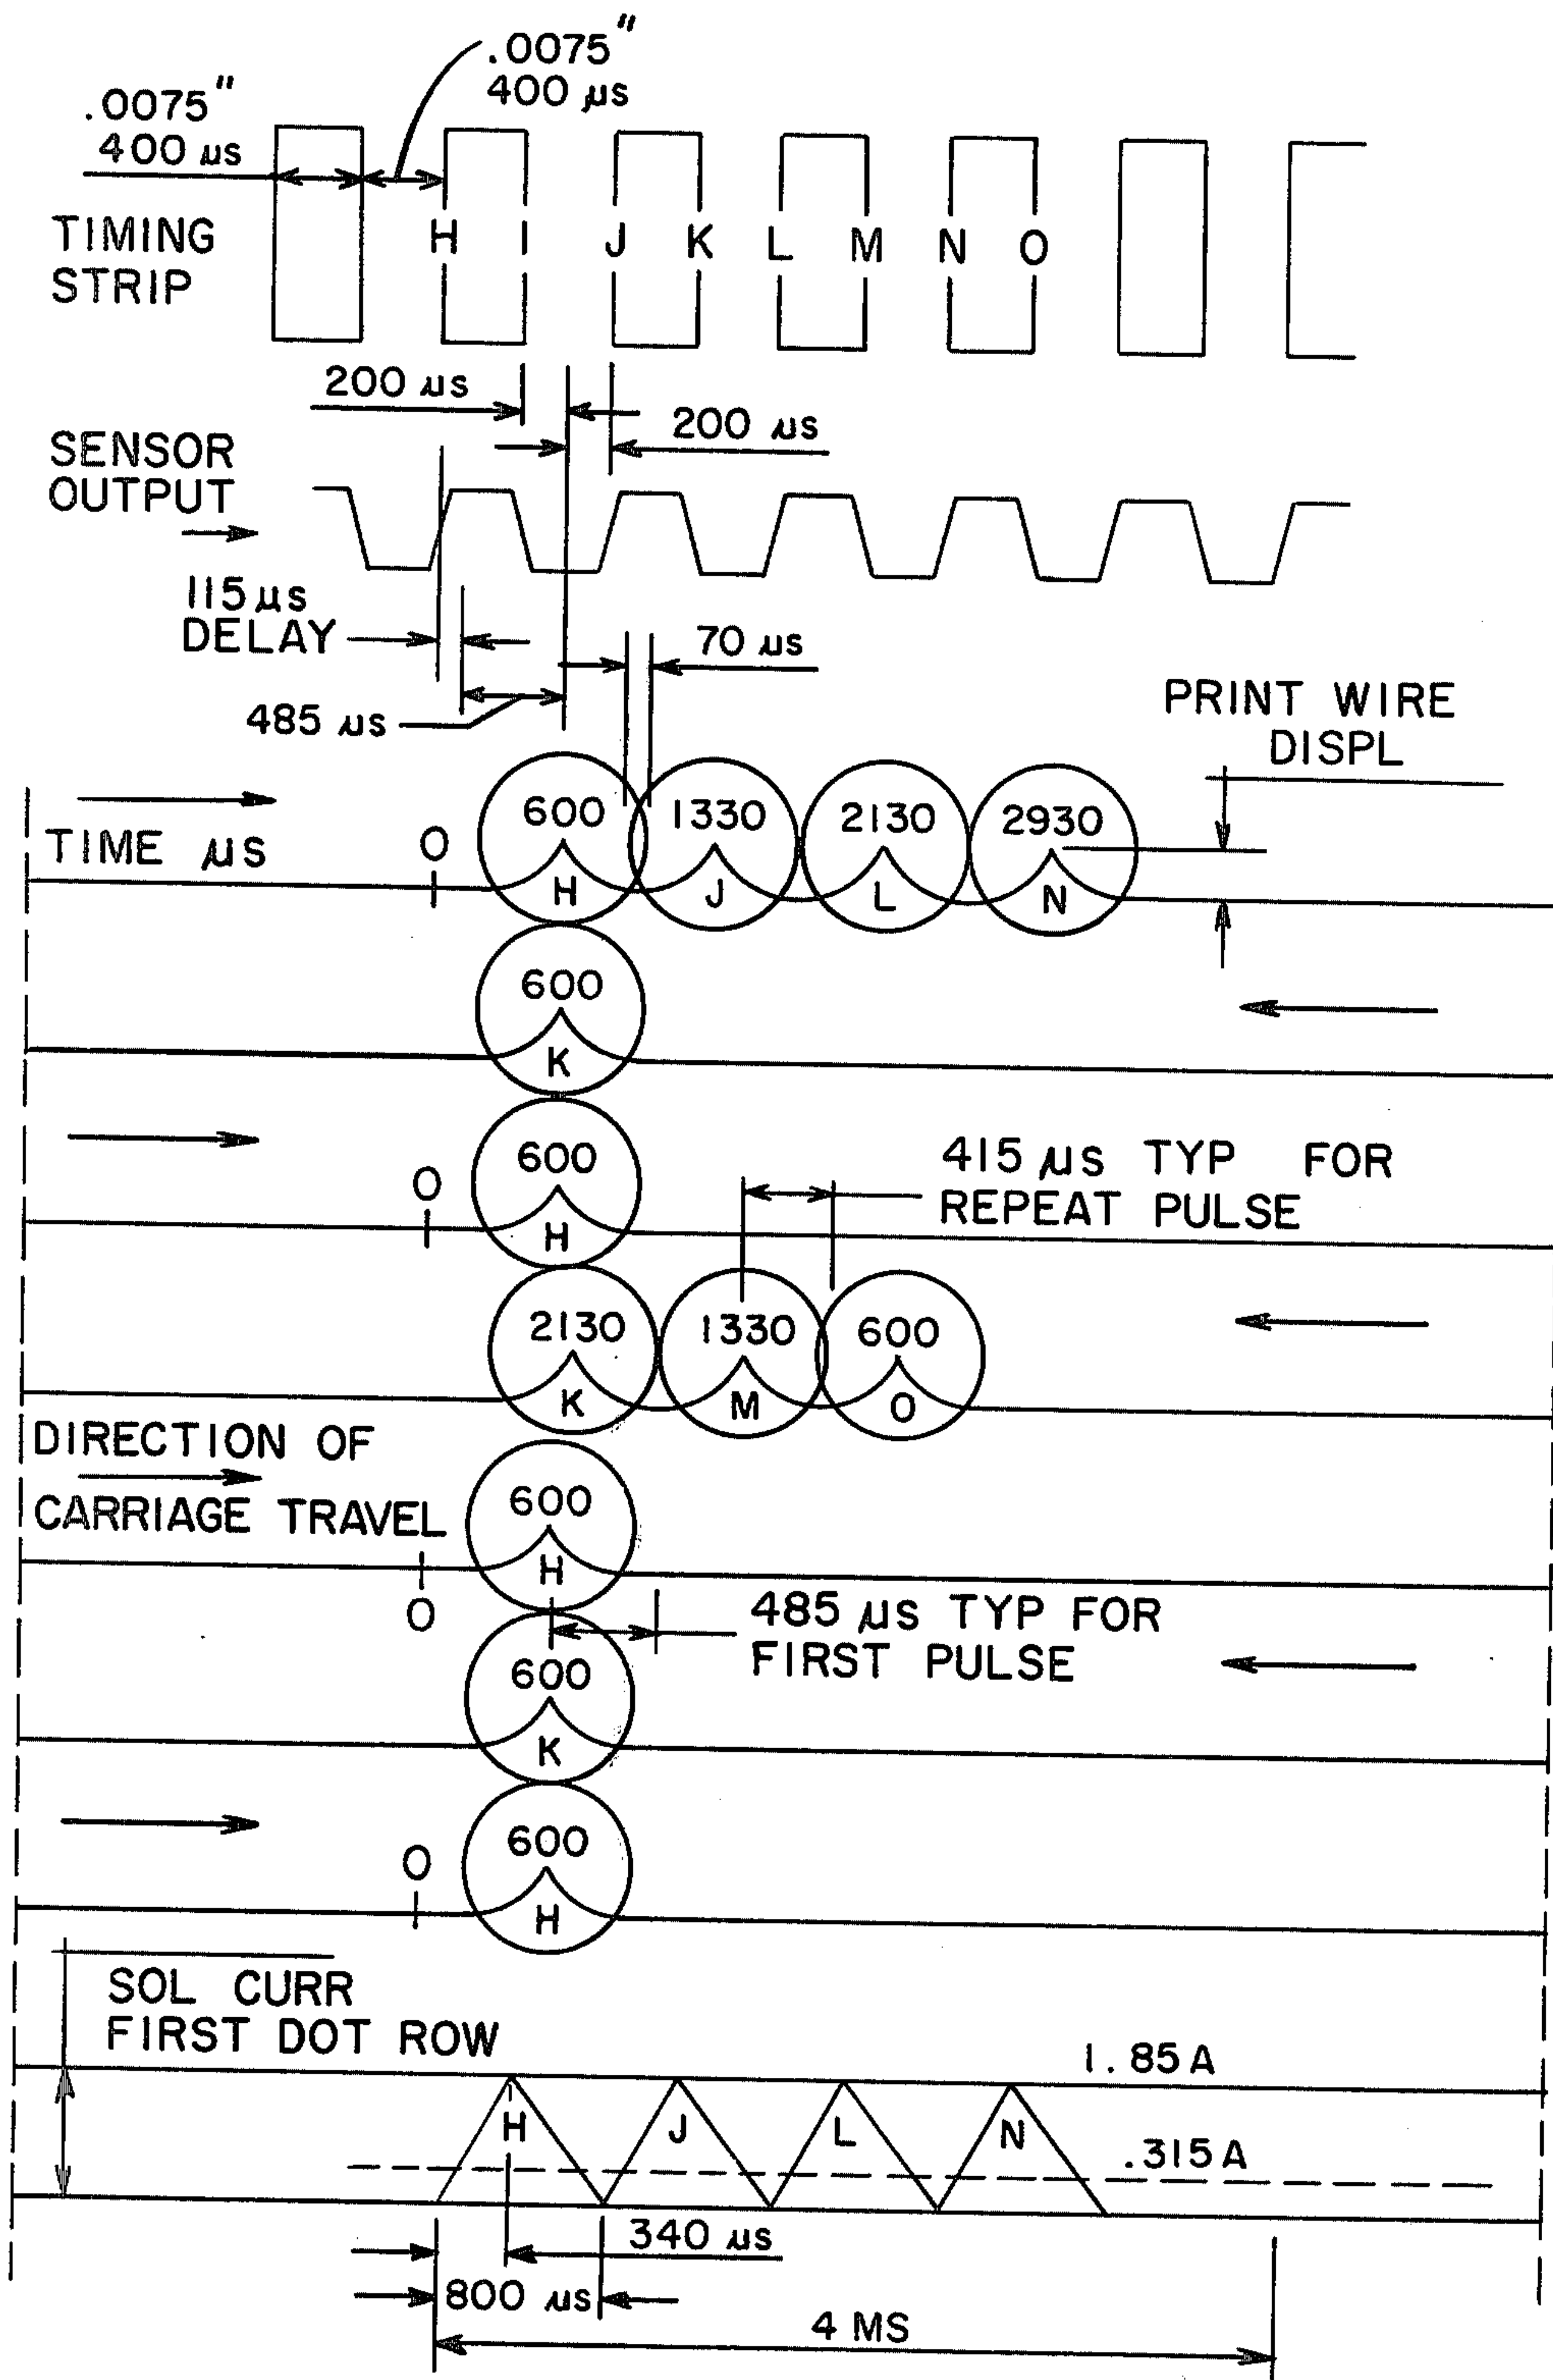 .0075"
400 µs
.0075"
400 µs
TIMING
STRIP
H I J K L M N O
200 µs
200 µs
SENSOR
OUTPUT
115 µs
DELAY
70 µs
485 µs
PRINT WIRE
DISPL
TIME µs
0
600 1330 2130 2930
H J L N
600
K
0
600
H
415 µs TYP FOR
REPEAT PULSE
2130 1330 600
K M O
DIRECTION OF
CARRIAGE TRAVEL
600
H
0
485 µs TYP FOR
FIRST PULSE
600
K
0
600
H
SOL CURR
FIRST DOT ROW
1.85 A
H J L N
.315 A
340 µs
800 µs
4 MS